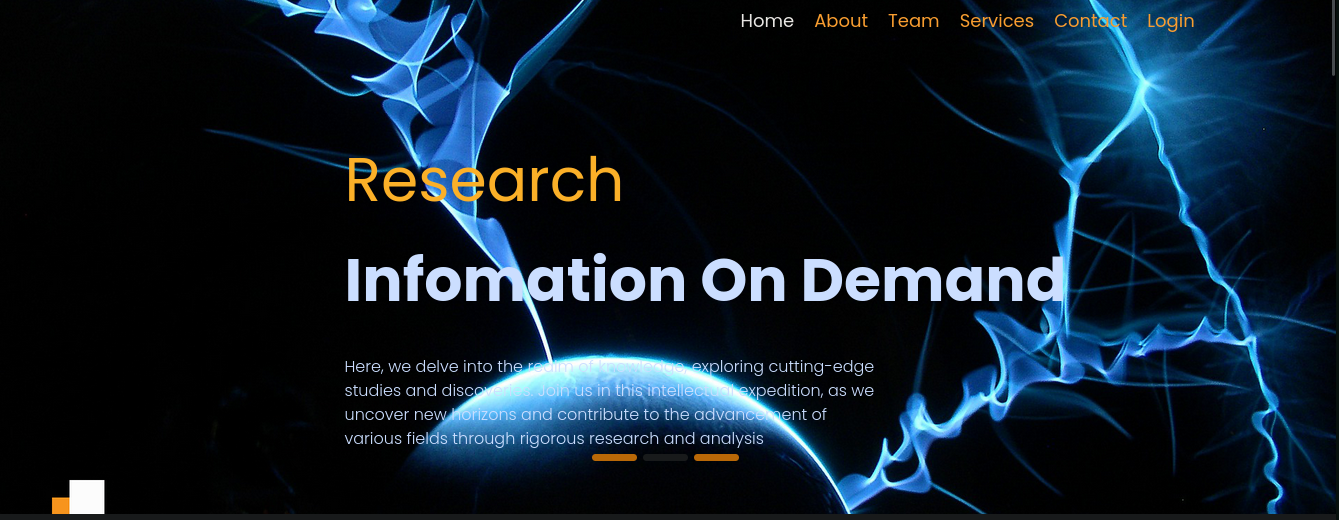 Home About Team Services Contact Login
Research
Infomation On Demand
Here, we delve into the realm of knowledge, exploring cutting-edge
studies and discoveries. Join us in this intellectual expedition, as we
uncover new horizons and contribute to the advancement of
various fields through rigorous research and analysis